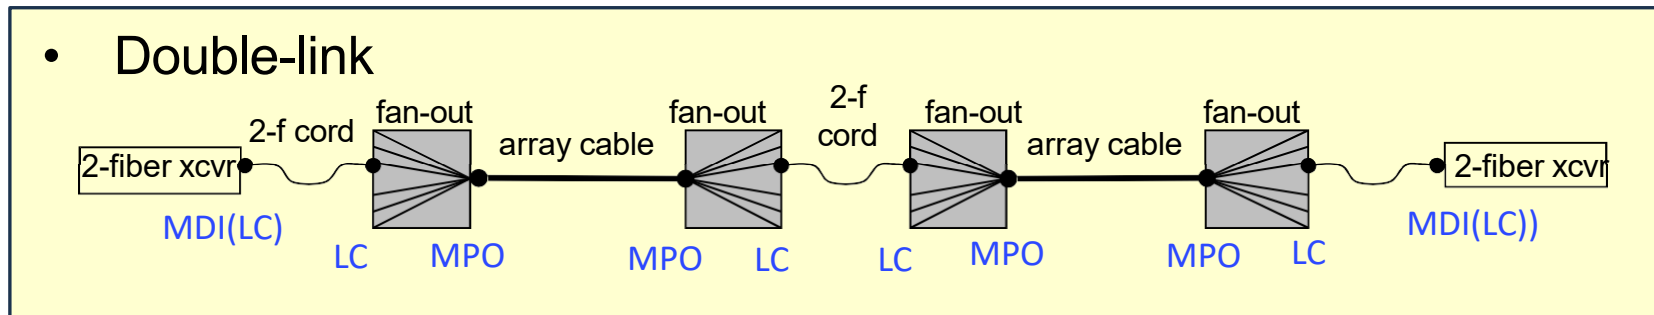 • Double-link
2-f cord
fan-out
array cable
fan-out
2-f
cord
fan-out
array cable
fan-out
2-fiber xcvr
2-fiber xcvr
MDI(LC)
LC
MPO
MPO
LC
LC
MPO
MPO
LC
MDI(LC))